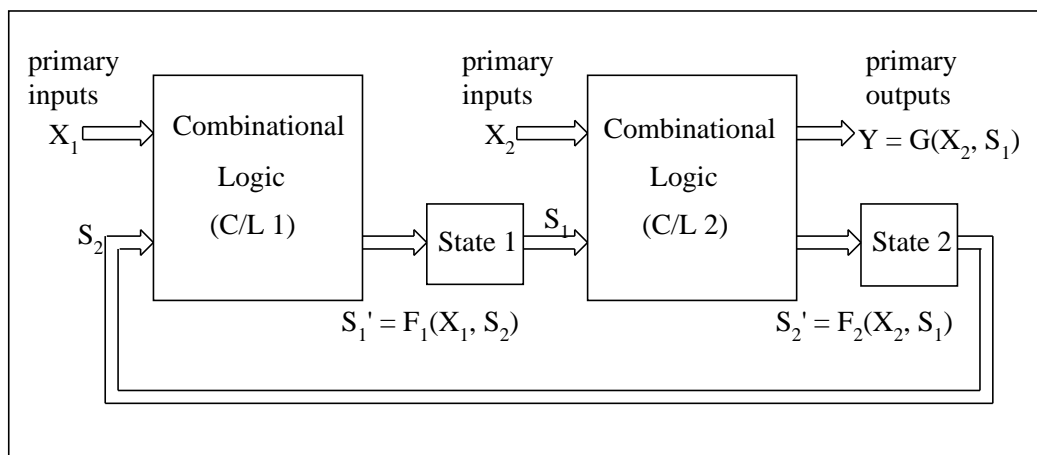 primary
inputs
X₁
Combinational
Logic
(C/L 1)
S₂
State 1
S₁' = F₁(X₁, S₂)
primary
inputs
X₂
S₁
Combinational
Logic
(C/L 2)
primary
outputs
Y = G(X₂, S₁)
State 2
S₂' = F₂(X₂, S₁)